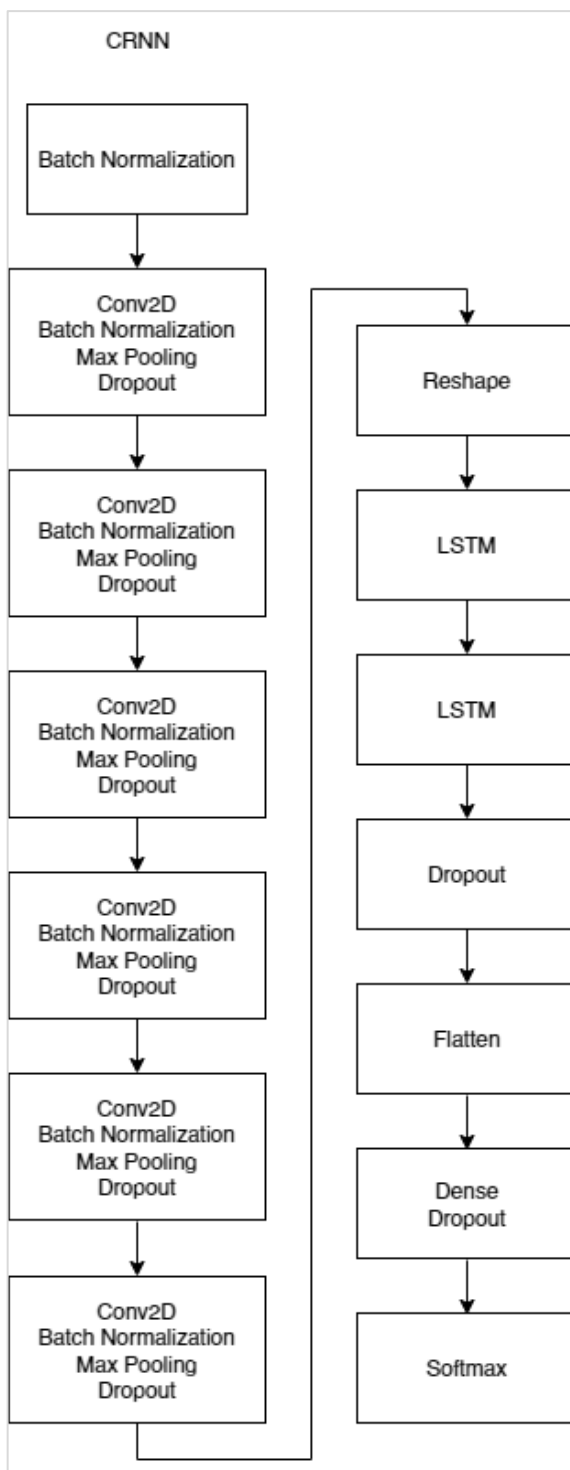 CRNN
Batch Normalization
Conv2D
Batch Normalization
Max Pooling
Dropout
Conv2D
Batch Normalization
Max Pooling
Dropout
Conv2D
Batch Normalization
Max Pooling
Dropout
Conv2D
Batch Normalization
Max Pooling
Dropout
Conv2D
Batch Normalization
Max Pooling
Dropout
Conv2D
Batch Normalization
Max Pooling
Dropout
Reshape
LSTM
LSTM
Dropout
Flatten
Dense
Dropout
Softmax